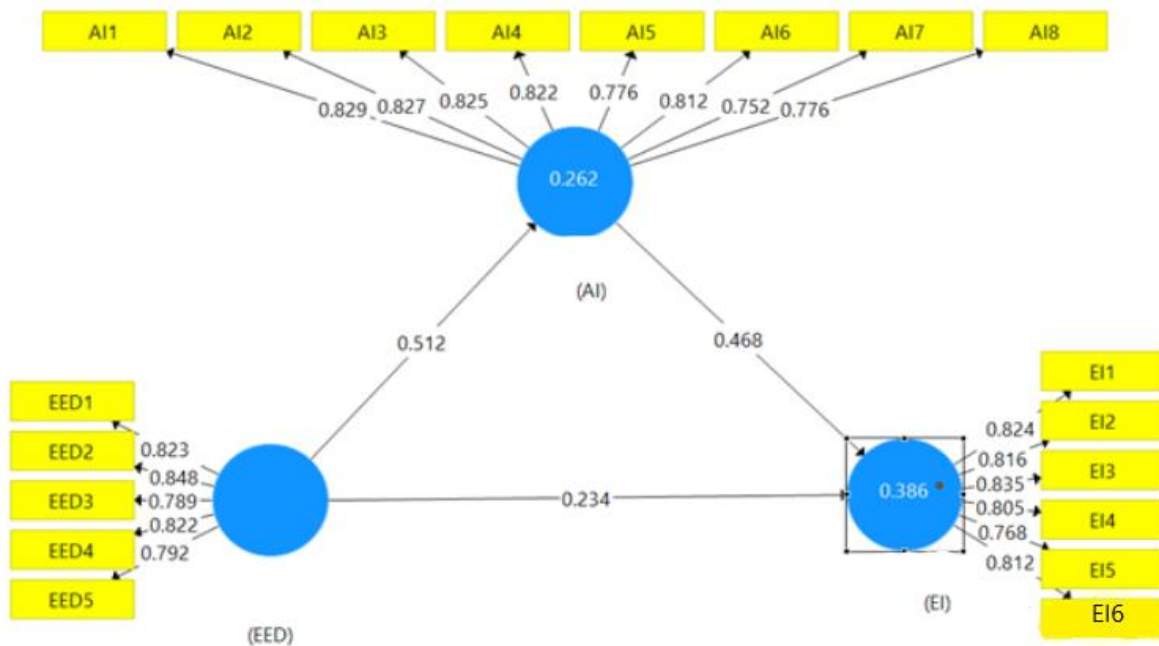 AI1 AI2 AI3 AI4 AI5 AI6 AI7 AI8
0.829 0.827 0.825 0.822 0.776 0.812 0.752 0.776
0.262
(AI)
0.512 0.468
EED1
EED2
EED3
EED4
EED5
0.823
0.848
0.789
0.822
0.792
(EED)
0.234
0.386
(EI)
0.824
0.816
0.835
0.805
0.768
0.812
EI1
EI2
EI3
EI4
EI5
EI6